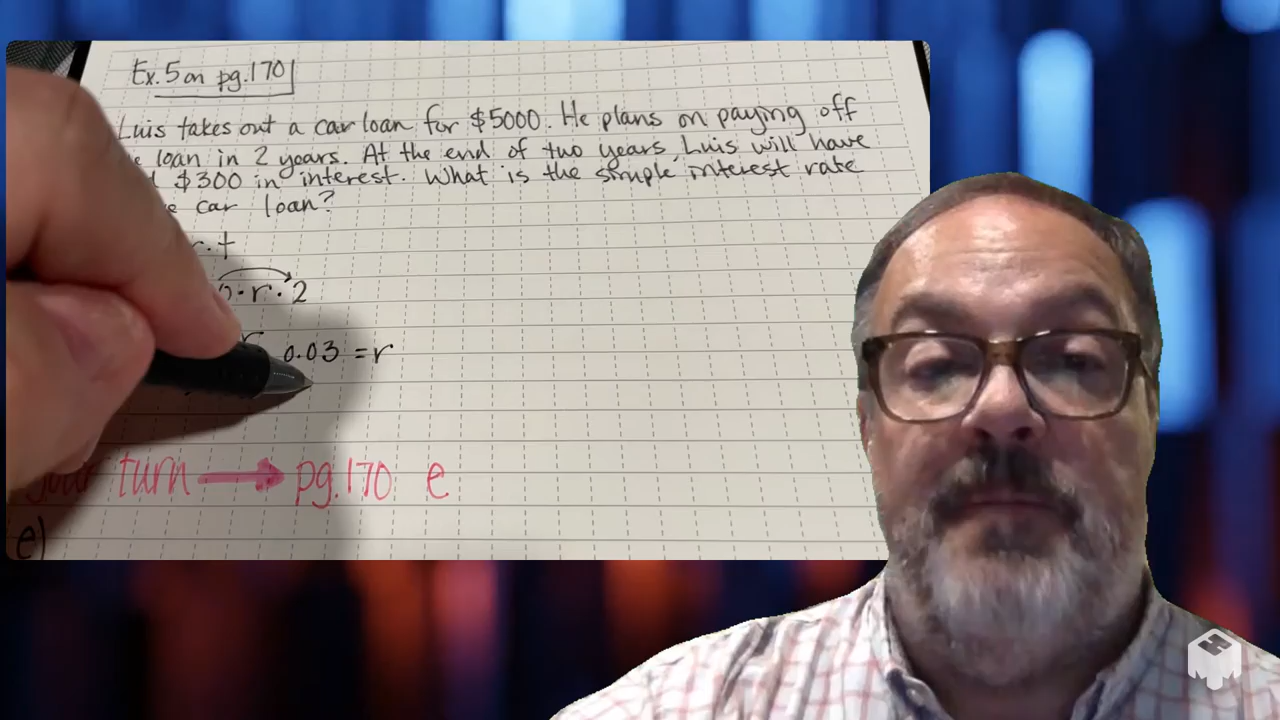 Ex. 5 on pg. 170
Luis takes out a car loan for $5000. He plans on paying off
loan in 2 years. At the end of two years, Luis will have
$300 in interest. What is the simple interest rate
car loan?
r · t
· r · 2
r
0.03 = r
your turn → pg. 170 e
e)